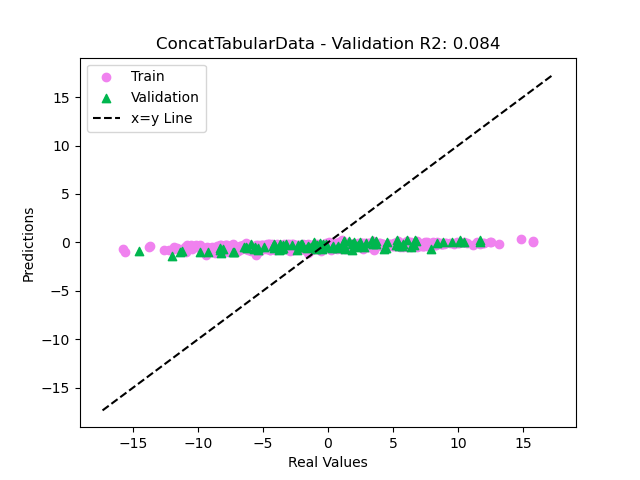 ConcatTabularData - Validation R2: 0.084
Train
Validation
x=y Line
15
10
5
0
−5
−10
−15
Predictions
−15 −10 −5 0 5 10 15
Real Values